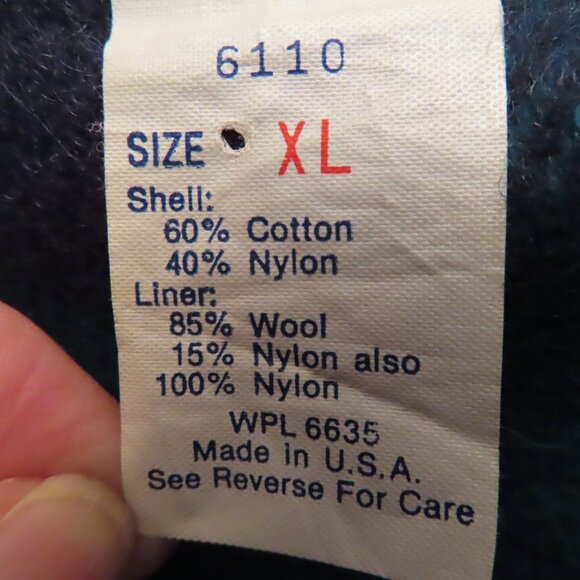 6110
SIZE XL
Shell:
60% Cotton
40% Nylon
Liner:
85% Wool
15% Nylon also
100% Nylon
WPL 6635
Made in U.S.A.
See Reverse For Care